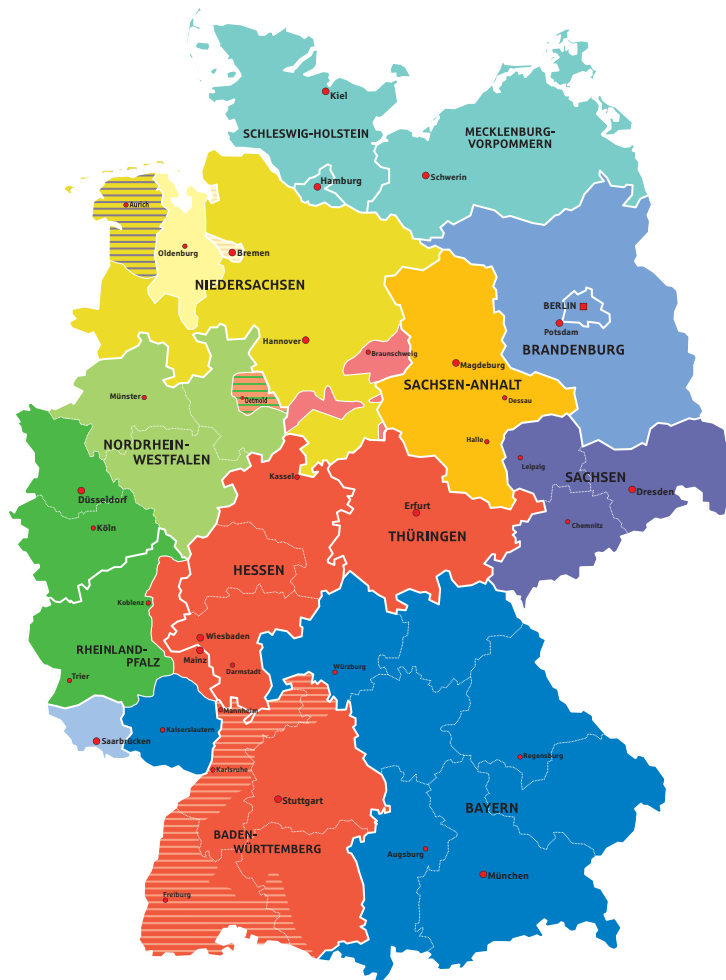 Kiel
SCHLESWIG-HOLSTEIN
MECKLENBURG-
VORPOMMERN
Schwerin
Hamburg
Aurich
Oldenburg
Bremen
NIEDERSACHSEN
BERLIN
Potsdam
BRANDENBURG
Hannover
Braunschweig
Magdeburg
SACHSEN-ANHALT
Dessau
Münster
Detmold
NORDRHEIN-
WESTFALEN
Halle
Leipzig
SACHSEN
Dresden
Kassel
Düsseldorf
Erfurt
Köln
THÜRINGEN
Chemnitz
HESSEN
Koblenz
Wiesbaden
RHEINLAND-
PFALZ
Mainz
Darmstadt
Würzburg
Trier
Mannheim
Kaiserslautern
Saarbrücken
Regensburg
Karlsruhe
Stuttgart
BAYERN
BADEN-
WÜRTTEMBERG
Augsburg
München
Freiburg